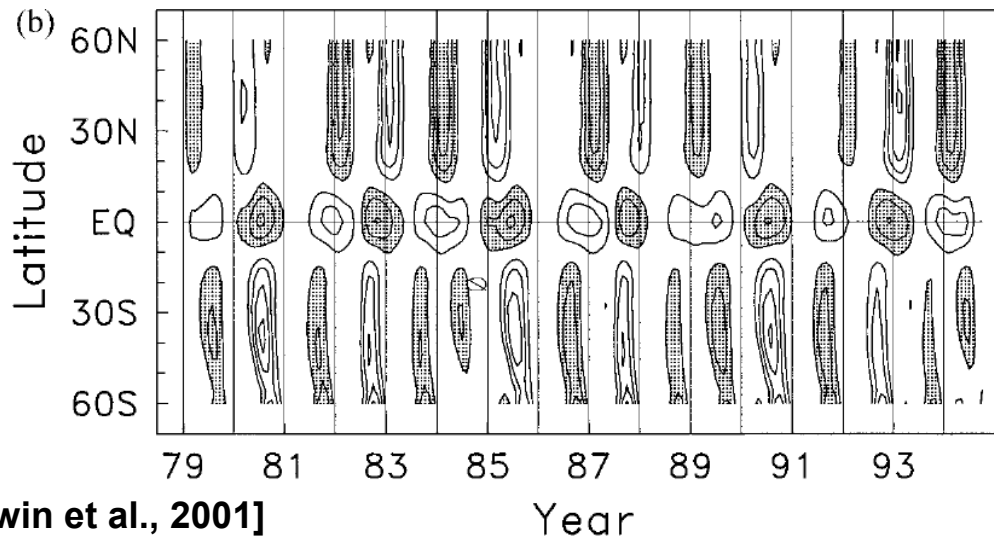 (b)
60N
30N
EQ
30S
60S
Latitude
79 81 83 85 87 89 91 93
Year
win et al., 2001]